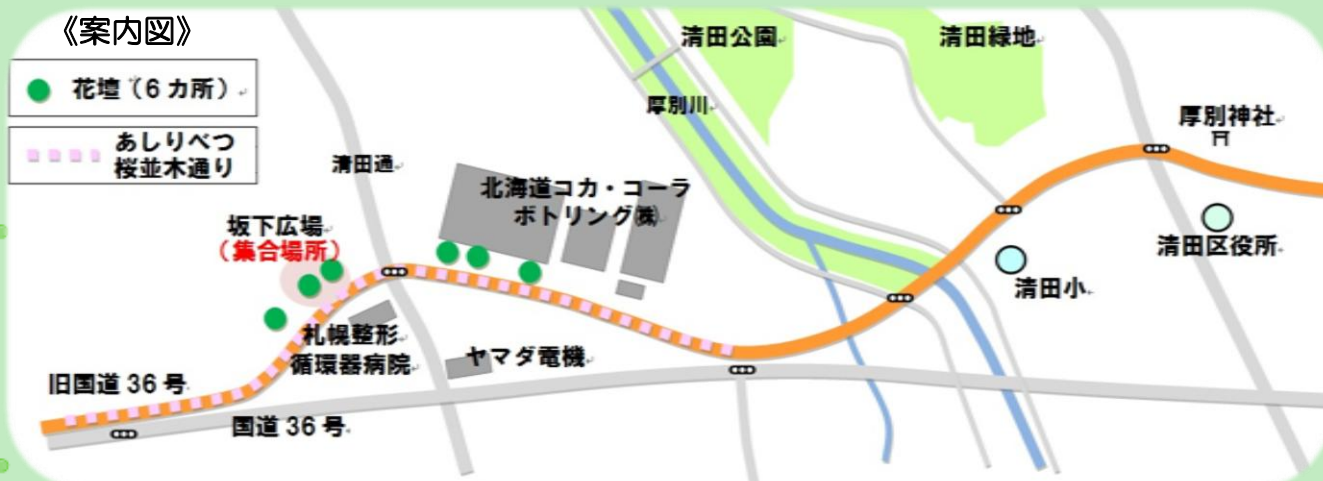 《案内図》
花壇（6カ所）
あしりべつ
桜並木通り
清田公園
清田緑地
厚別川
厚別神社
清田通
北海道コカ・コーラ
ボトリング㈱
坂下広場
（集合場所）
清田区役所
清田小
札幌整形
循環器病院
ヤマダ電機
旧国道36号
国道36号